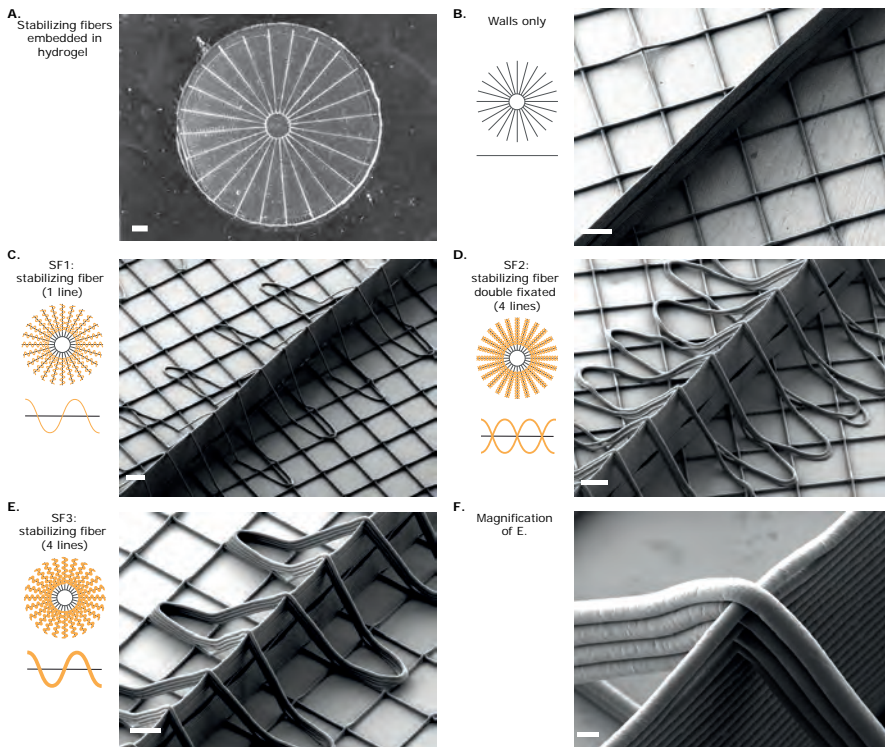 A.
Stabilizing fibers
embedded in
hydrogel
B.
Walls only
C.
SF1:
stabilizing fiber
(1 line)
D.
SF2:
stabilizing fiber
double fixated
(4 lines)
E.
SF3:
stabilizing fiber
(4 lines)
F.
Magnification
of E.